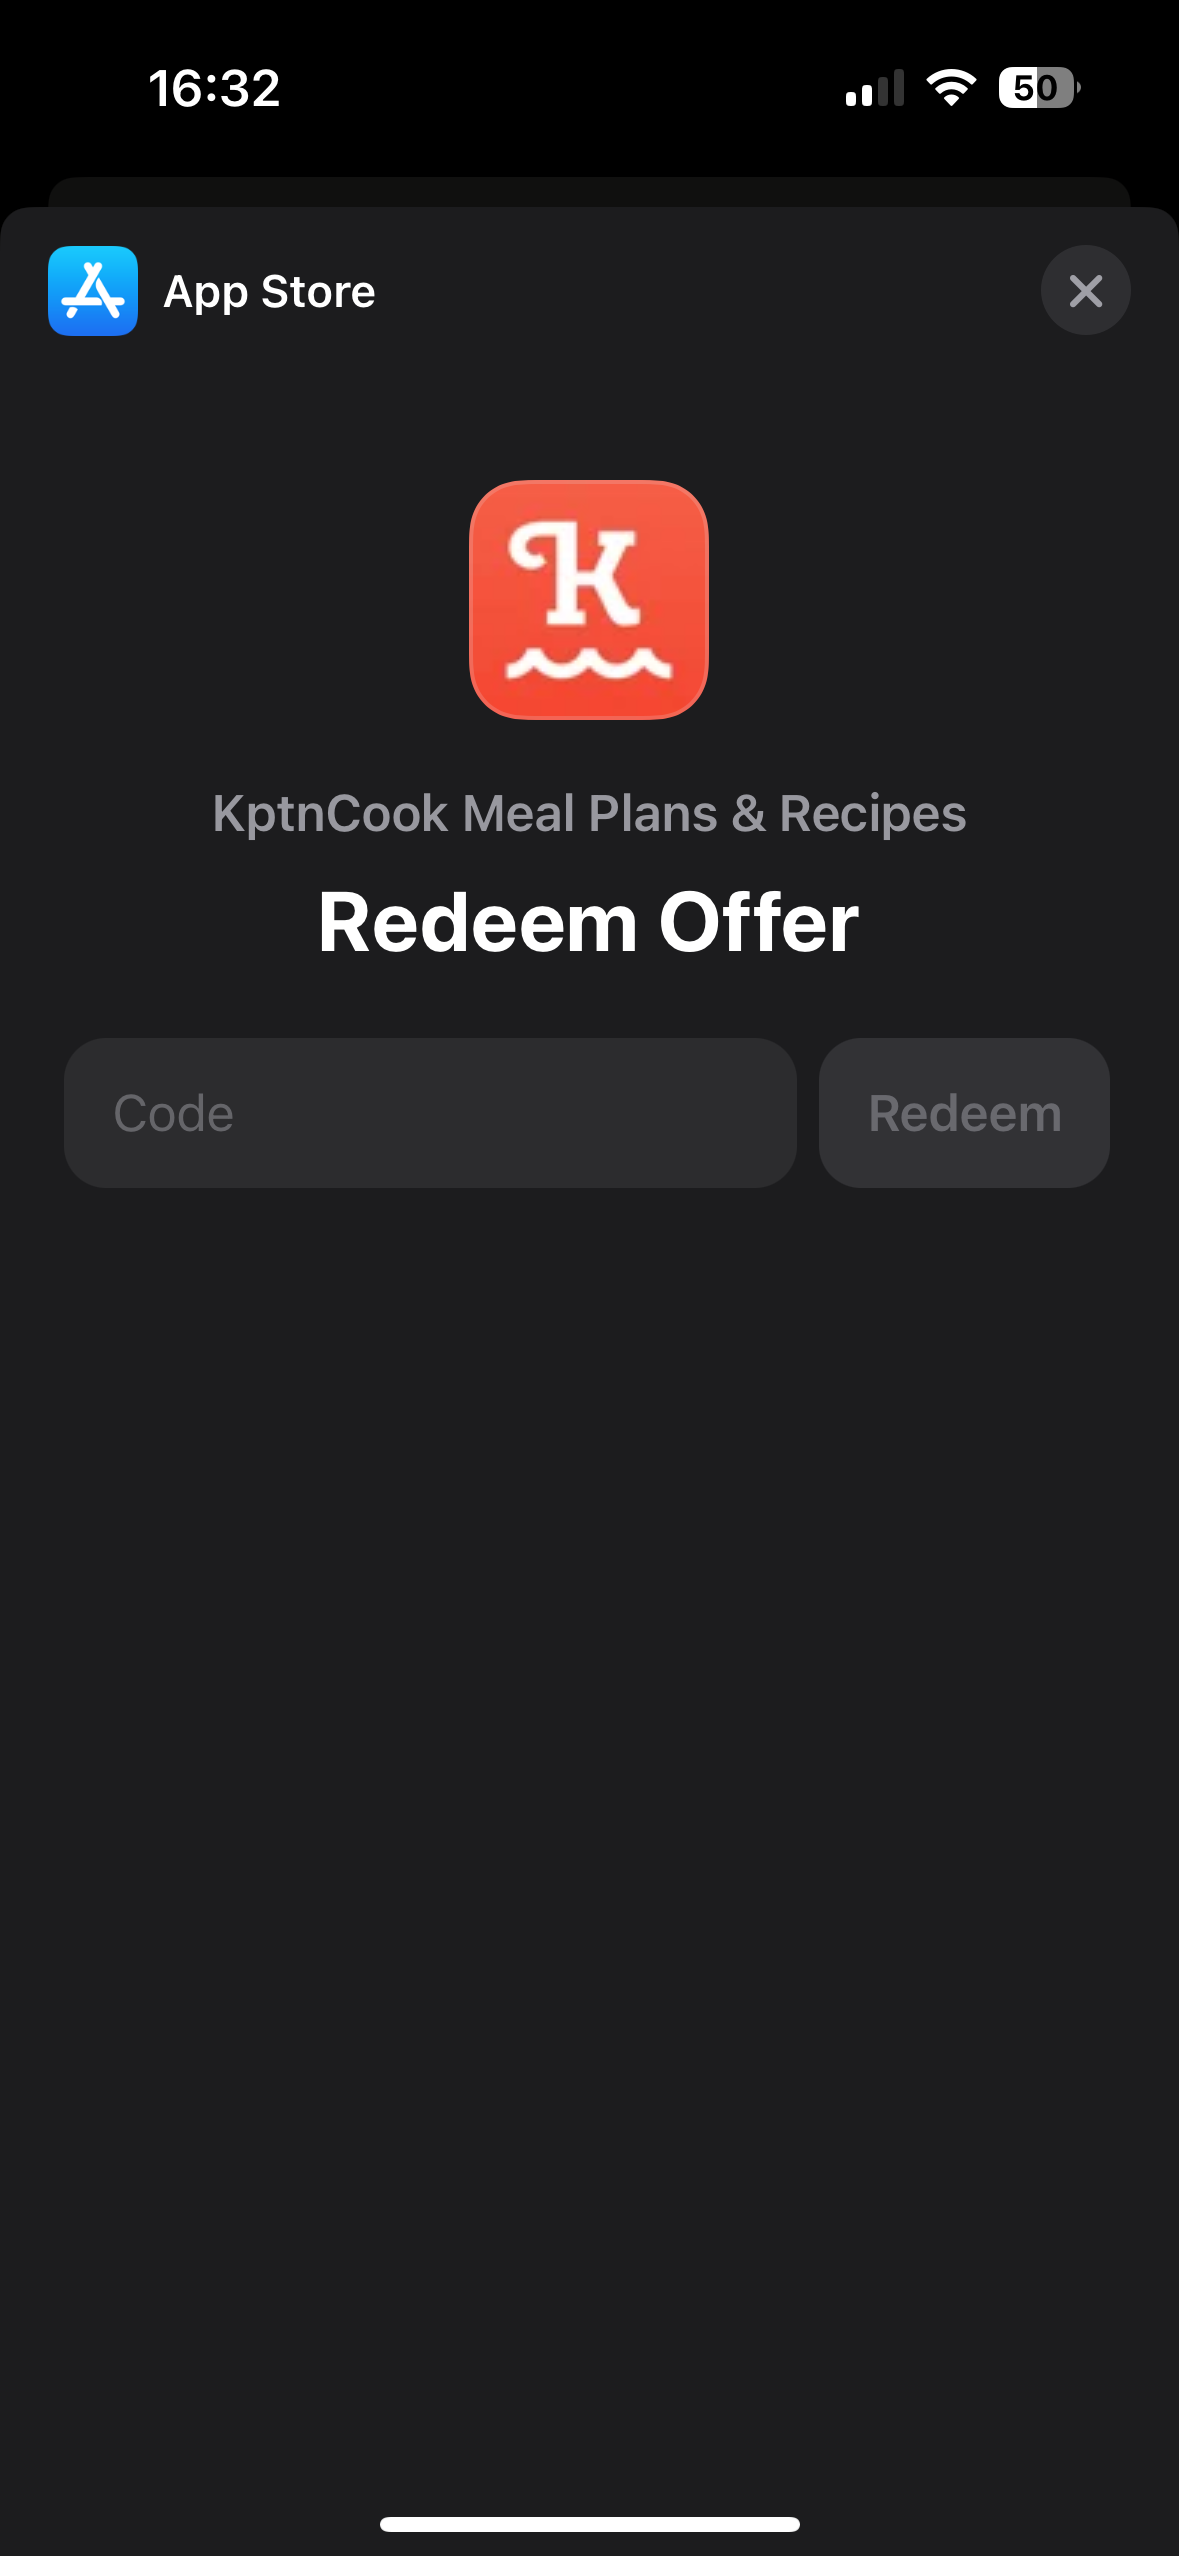 16:32
50
App Store
K
KptnCook Meal Plans & Recipes
Redeem Offer
Code
Redeem